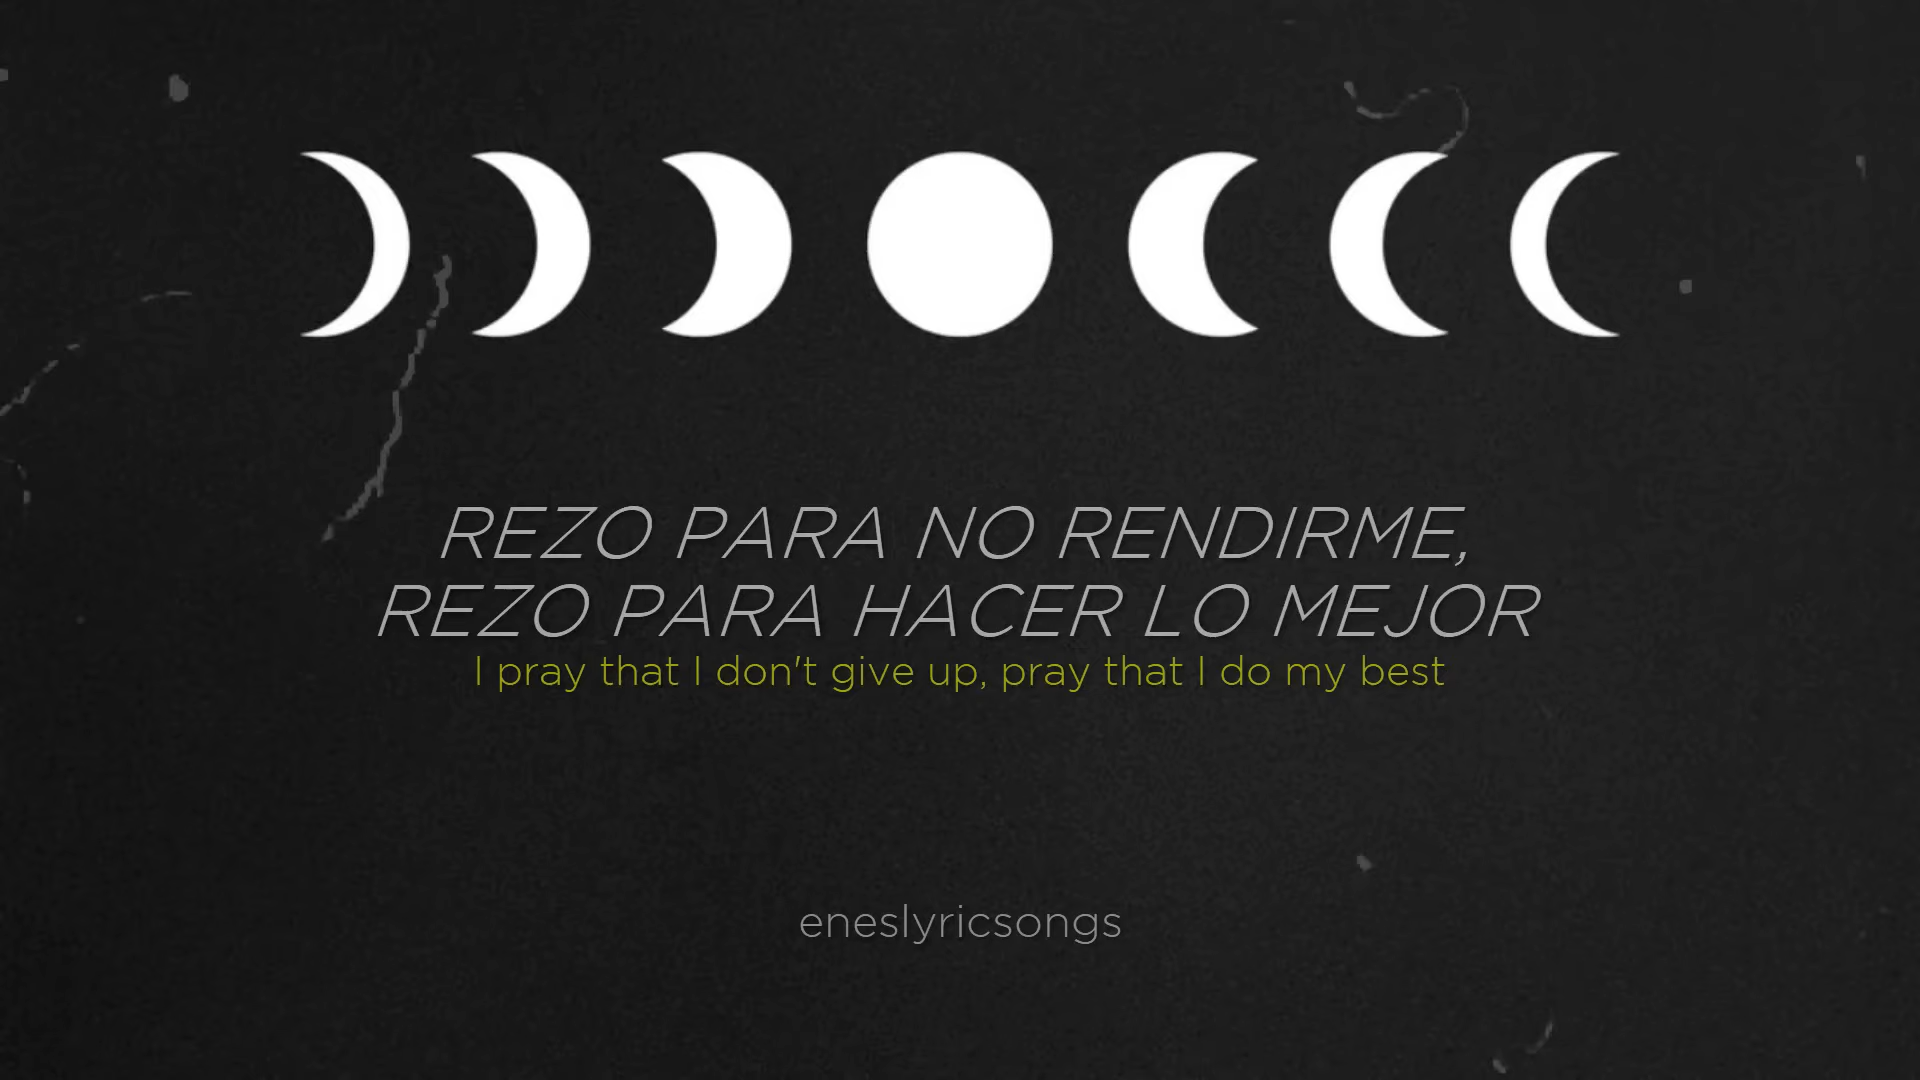 REZO PARA NO RENDIRME,
REZO PARA HACER LO MEJOR
I pray that I don't give up, pray that I do my best
eneslyricsongs